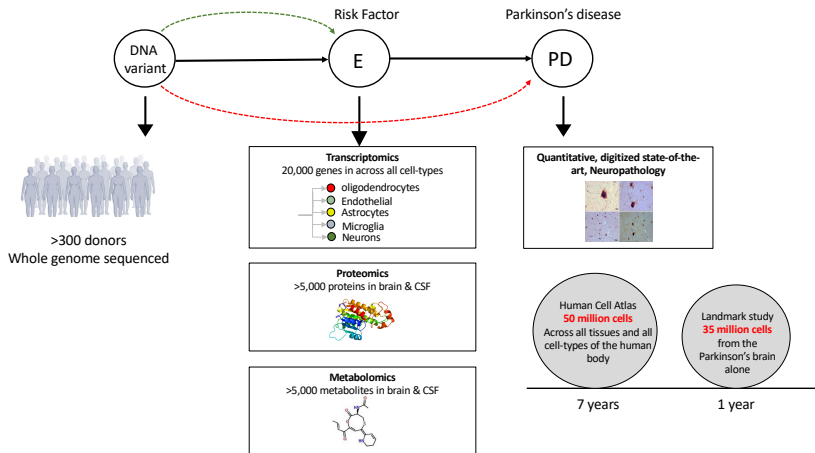 Risk Factor
Parkinson's disease
DNA
variant
E
PD
>300 donors
Whole genome sequenced
Transcriptomics
20,000 genes in across all cell-types
oligodendrocytes
Endothelial
Astrocytes
Microglia
Neurons
Proteomics
>5,000 proteins in brain & CSF
Metabolomics
>5,000 metabolites in brain & CSF
Quantitative, digitized state-of-the-
art, Neuropathology
Human Cell Atlas
50 million cells
Across all tissues and all
cell-types of the human
body
7 years
Landmark study
35 million cells
from the
Parkinson's brain
alone
1 year